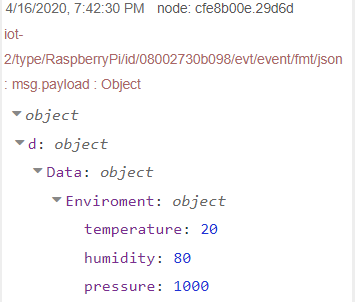 4/16/2020, 7:42:30 PM node: cfe8b00e.29d6d
iot-
2/type/RaspberryPi/id/08002730b098/evt/event/fmt/json
: msg.payload : Object
object
d: object
Data: object
Enviroment: object
temperature: 20
humidity: 80
pressure: 1000